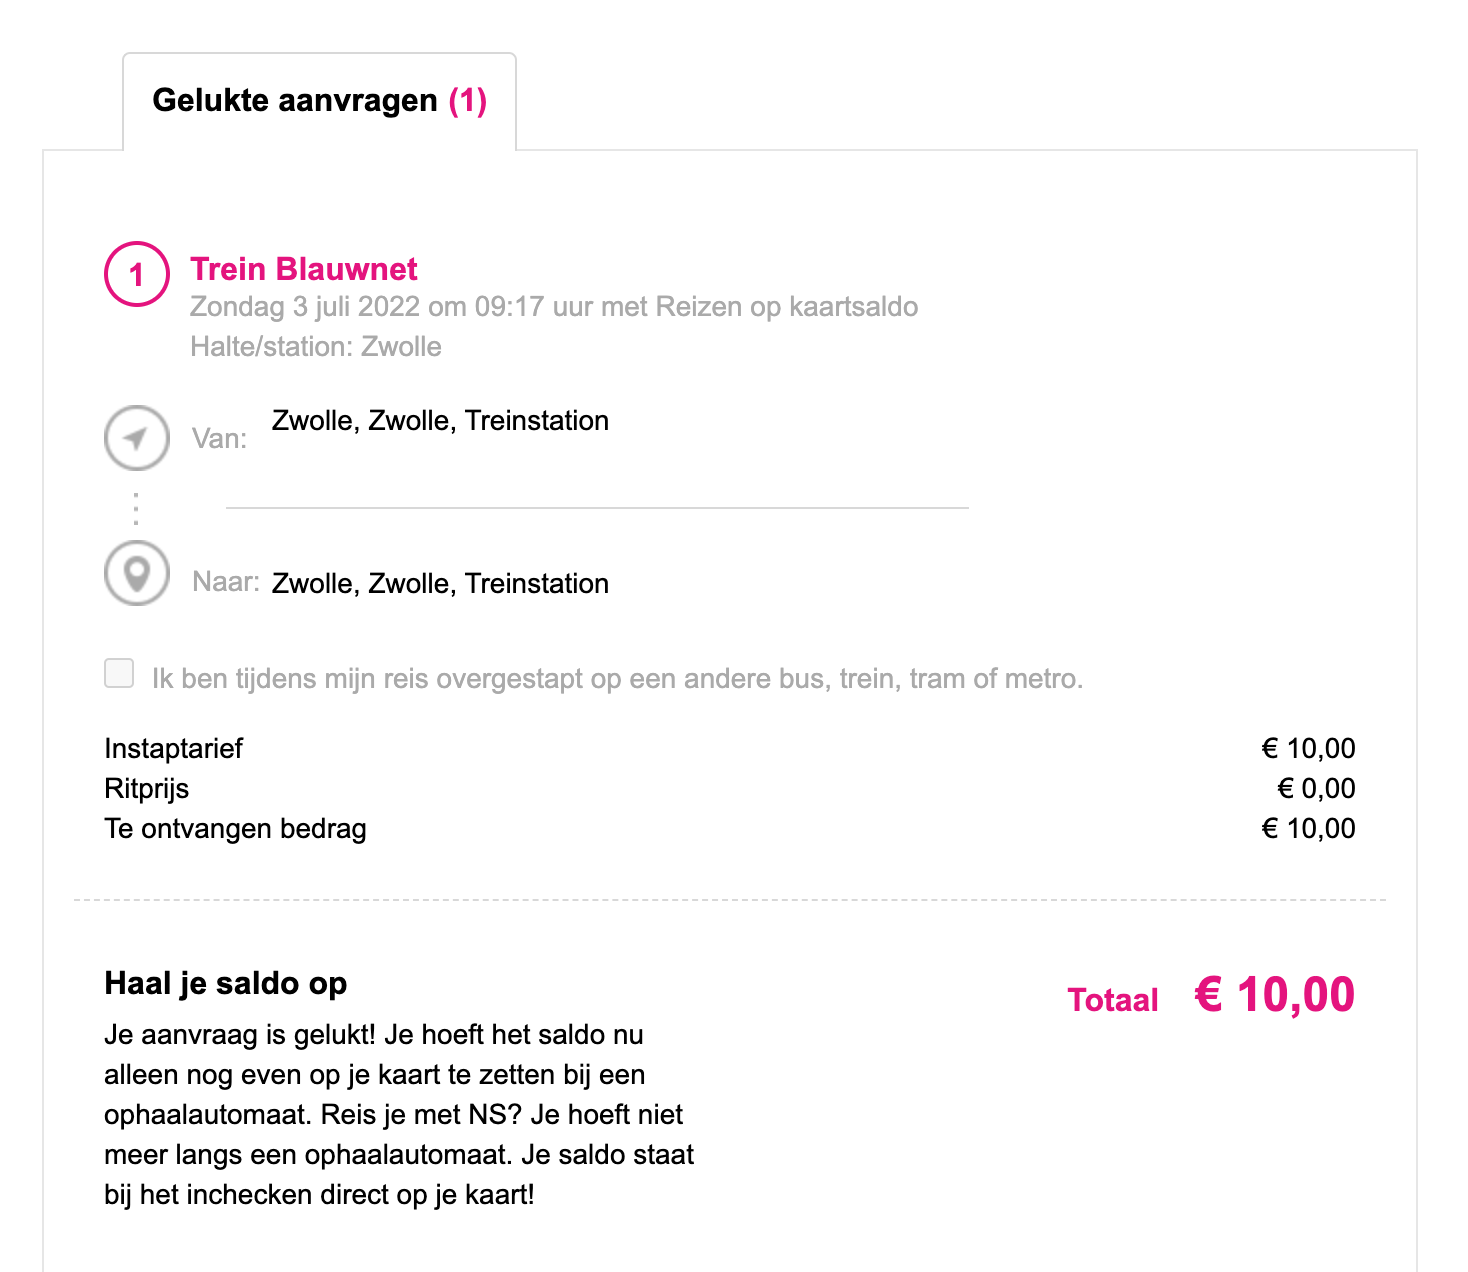 Gelukte aanvragen (1)
1
Trein Blauwnet
Zondag 3 juli 2022 om 09:17 uur met Reizen op kaartsaldo
Halte/station: Zwolle
Van: Zwolle, Zwolle, Treinstation
Naar: Zwolle, Zwolle, Treinstation
Ik ben tijdens mijn reis overgestapt op een andere bus, trein, tram of metro.
Instaptarief € 10,00
Ritprijs € 0,00
Te ontvangen bedrag € 10,00
Haal je saldo op
Totaal € 10,00
Je aanvraag is gelukt! Je hoeft het saldo nu
alleen nog even op je kaart te zetten bij een
ophaalautomaat. Reis je met NS? Je hoeft niet
meer langs een ophaalautomaat. Je saldo staat
bij het inchecken direct op je kaart!